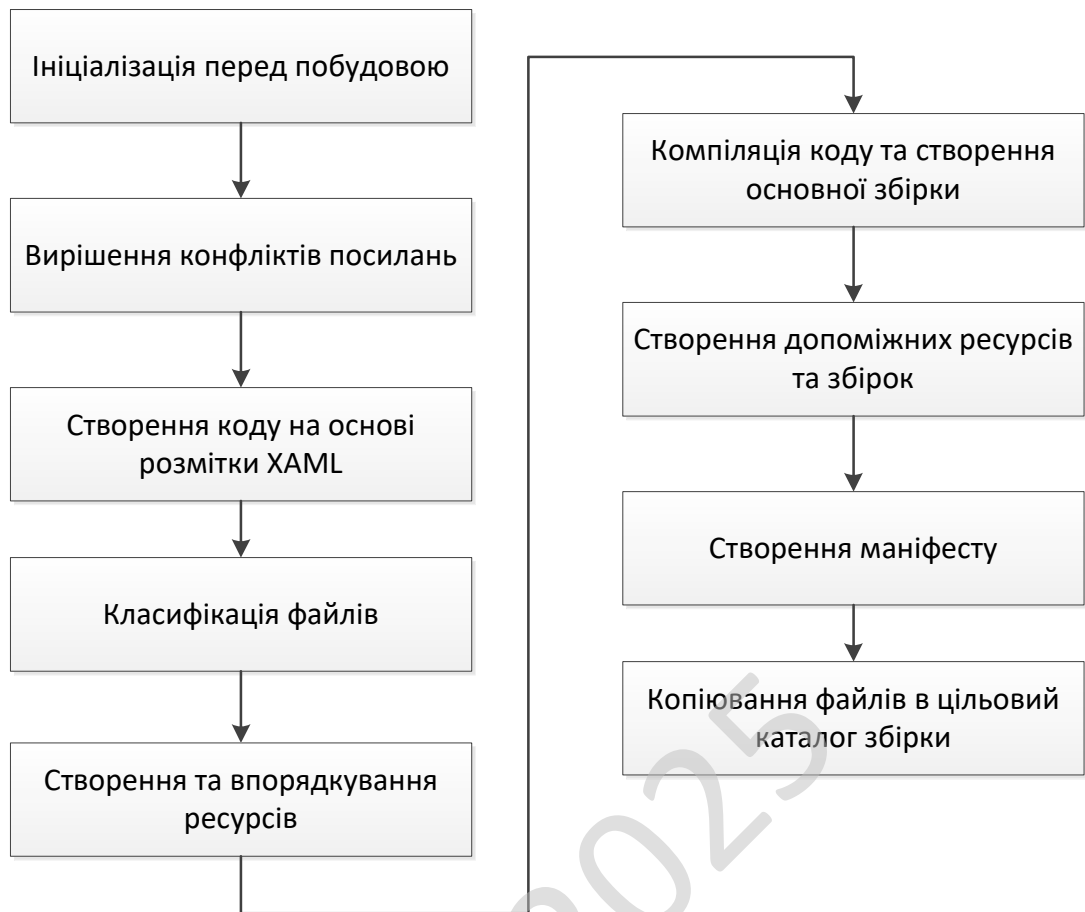 Ініціалізація перед побудовою
Вирішення конфліктів посилань
Створення коду на основі
розмітки XAML
Класифікація файлів
Створення та впорядкування
ресурсів
Компіляція коду та створення
основної збірки
Створення допоміжних ресурсів
та збірок
Створення маніфесту
Копіювання файлів в цільовий
каталог збірки
2025